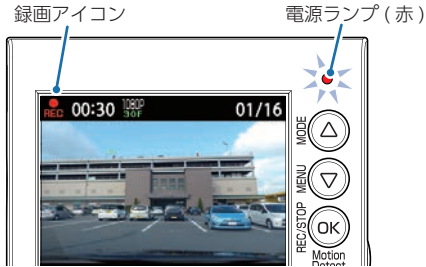 録画アイコン
電源ランプ ( 赤 )
REC 00:30 1080P 30F 01/16
MODE
MENU
REC/STOP
OK
Motion
Detect